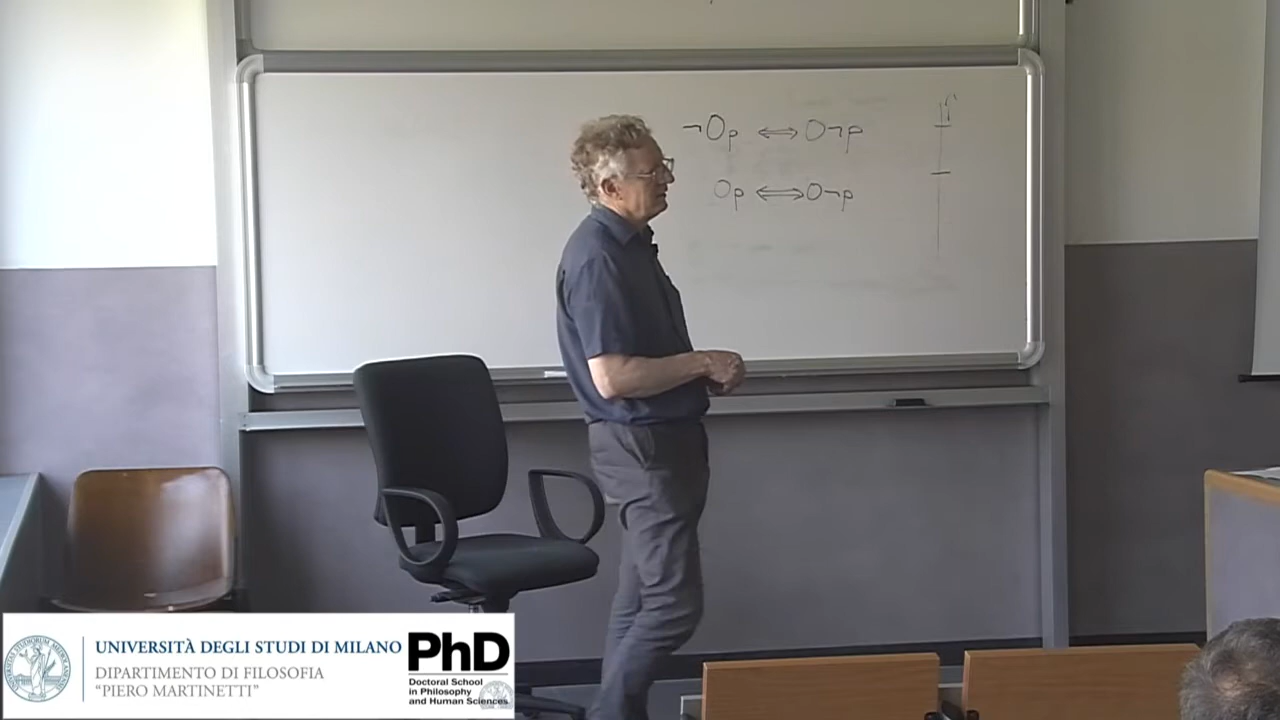 ¬Op ⟺ O¬p
Op ⟺ O¬p
UNIVERSITÀ DEGLI STUDI DI MILANO
DIPARTIMENTO DI FILOSOFIA
“PIERO MARTINETTI”
PhD
Doctoral School
in Philosophy
and Human Sciences